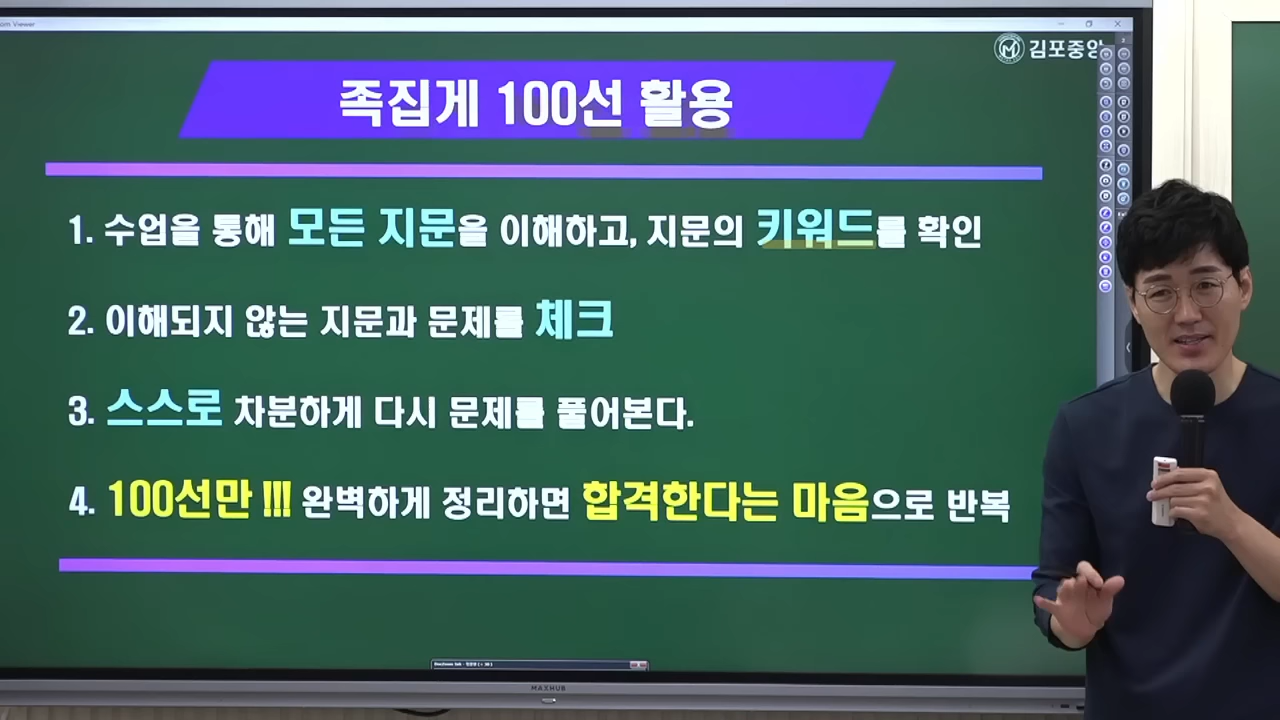 김포중앙
족집게 100선 활용
1. 수업을 통해 모든 지문을 이해하고, 지문의 키워드를 확인
2. 이해되지 않는 지문과 문제를 체크
3. 스스로 차분하게 다시 문제를 풀어본다.
4. 100선만 !!! 완벽하게 정리하면 합격한다는 마음으로 반복
MAXHUB